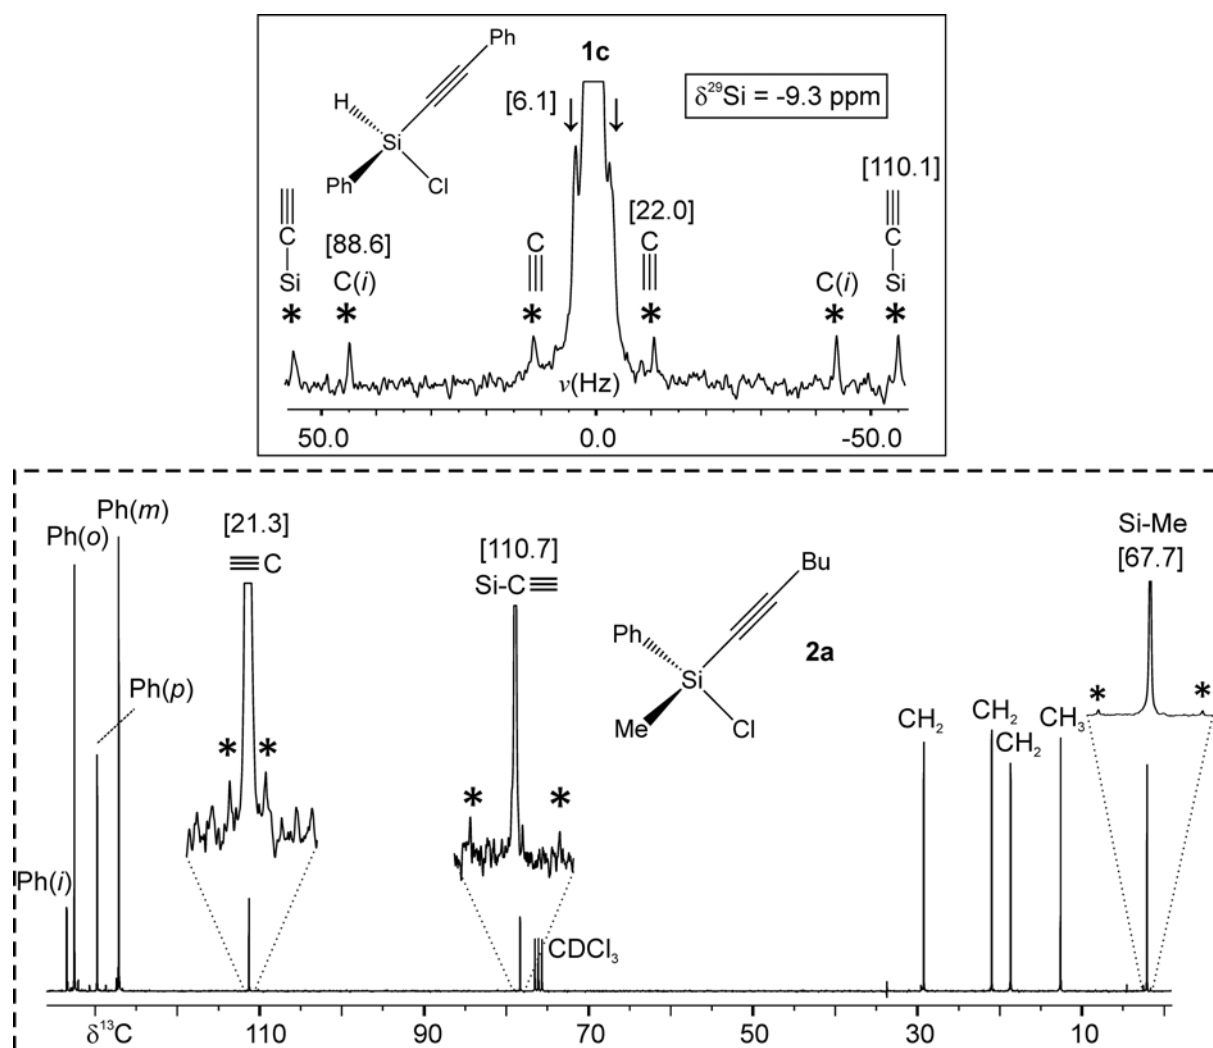 Ph
1c
[6.1]
δ²⁹Si = -9.3 ppm
H
Si
Ph
Cl
[110.1]
[22.0]
[88.6]
C
C
C
C
Si
C(i)
C(i)
Si
* * * * * *
ν(Hz)
50.0 0.0 -50.0
Ph(m)
Ph(o)
[21.3]
≡C
[110.7]
Si-C≡
Si-Me
[67.7]
Bu
Ph
2a
Si
Me
Cl
Ph(p)
* *
* *
* *
CH₂
CH₂
CH₂
CH₃
Ph(i)
CDCl₃
δ¹³C 110 90 70 50 30 10